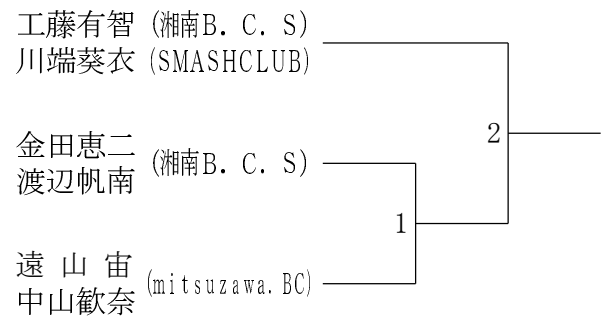 工藤有智 (湘南B. C. S)
川端葵衣 (SMASHCLUB)
2
金田恵二
渡辺帆南 (湘南B. C. S)
1
遠 山 宙
中山歓奈 (mitsuzawa. BC)